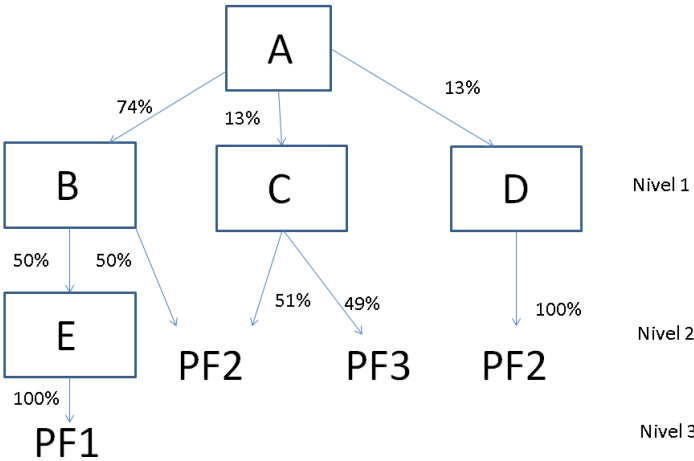 A
74%
13%
13%
B
C
D
Nivel 1
50%
50%
51%
49%
100%
E
PF2
PF3
PF2
Nivel 2
100%
PF1
Nivel 3